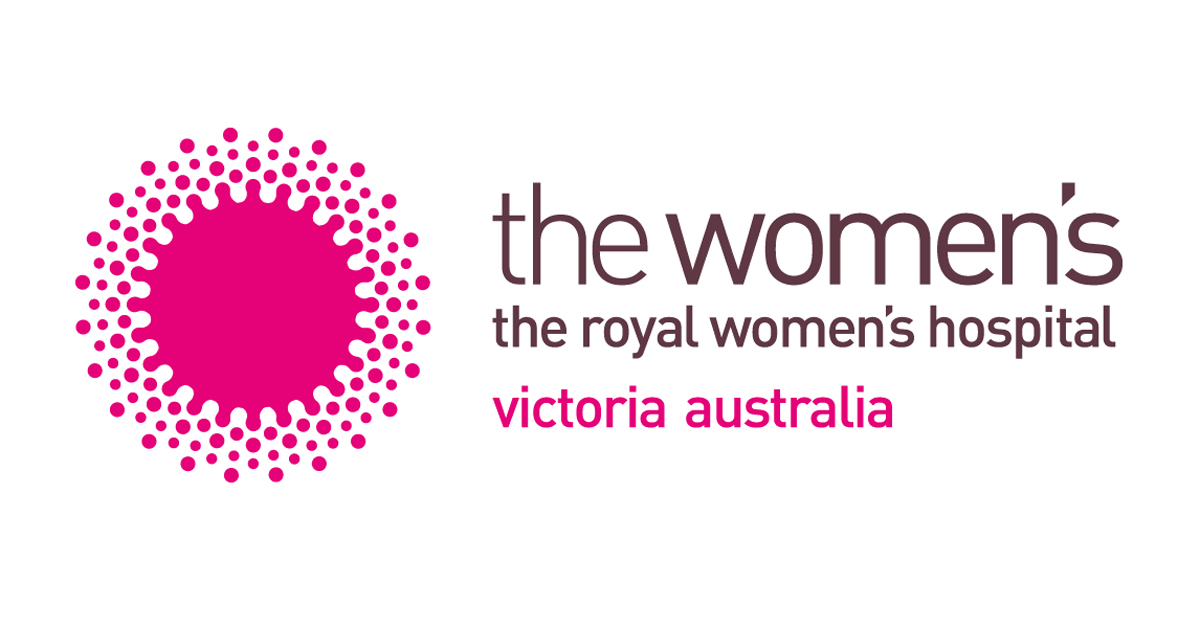 the women's
the royal women's hospital
victoria australia